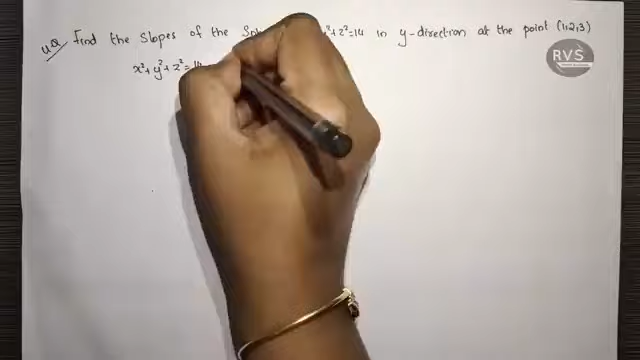 U.Q Find the Slopes of the y²+z²=14 in y-direction at the point (1,2,3)
x²+y²+z²=14
RVS